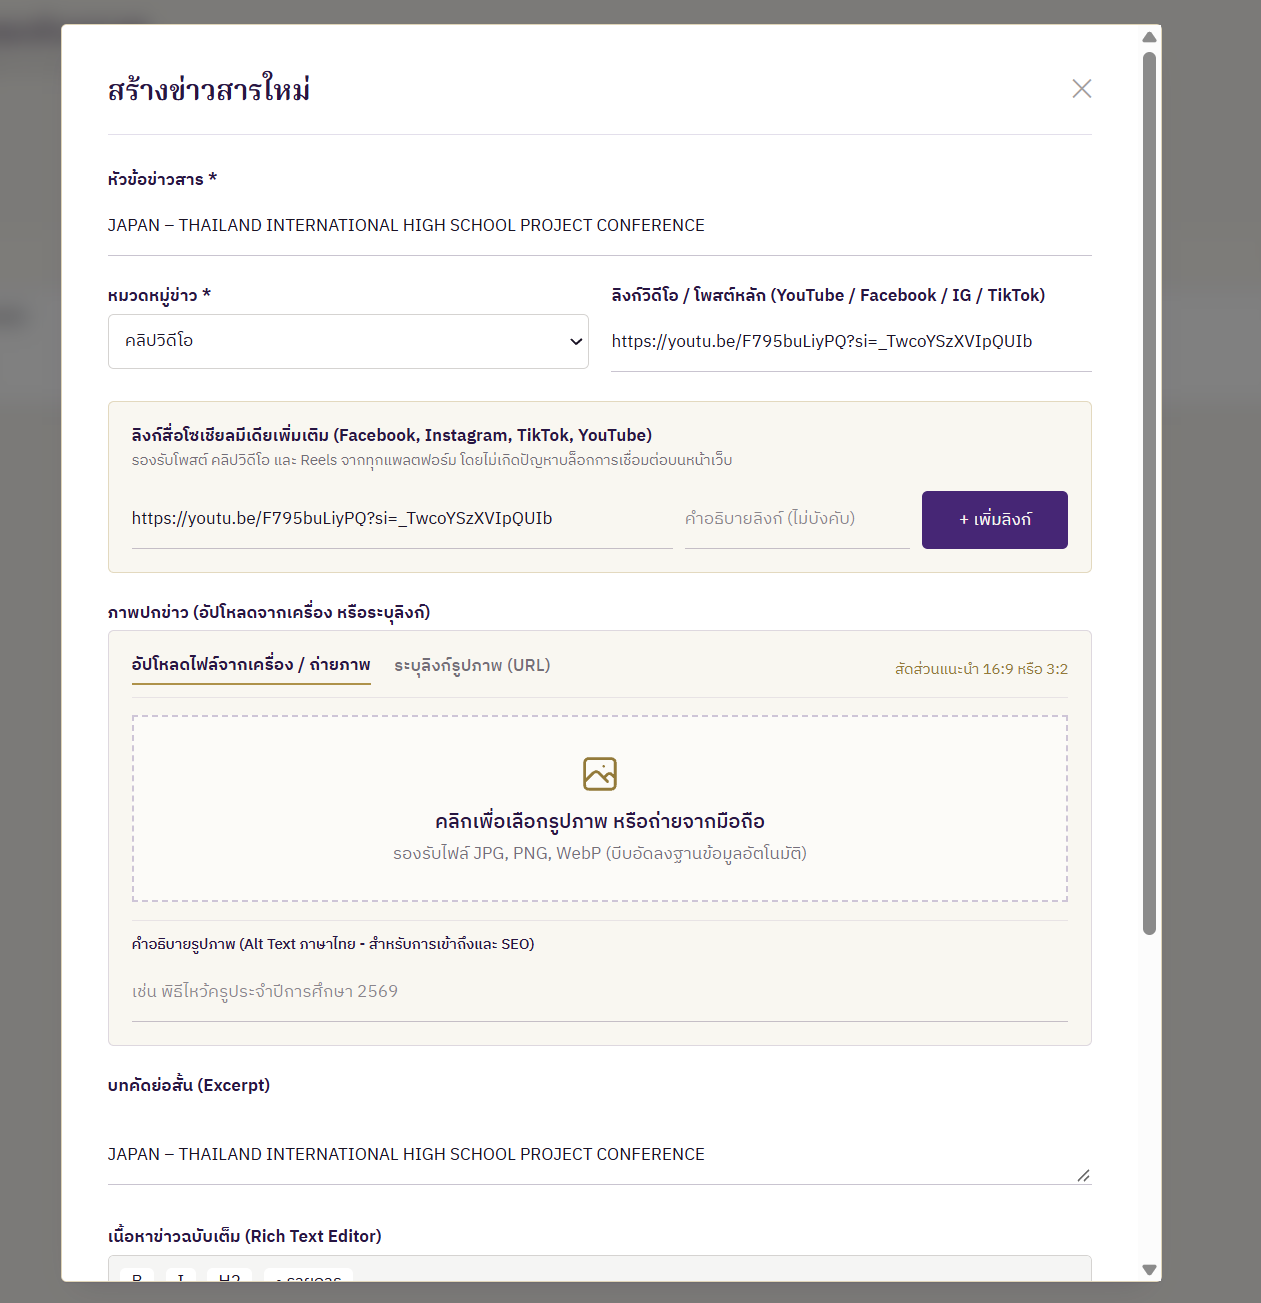 สร้างข่าวสารใหม่
หัวข้อข่าวสาร *
JAPAN – THAILAND INTERNATIONAL HIGH SCHOOL PROJECT CONFERENCE
หมวดหมู่ข่าว *
คลิปวิดีโอ
ลิงก์วิดีโอ / โพสต์หลัก (YouTube / Facebook / IG / TikTok)
https://youtu.be/F795buLiyPQ?si=_TwcoYSzXVIpQUIb
ลิงก์สื่อโซเชียลมีเดียเพิ่มเติม (Facebook, Instagram, TikTok, YouTube)
รองรับโพสต์ คลิปวิดีโอ และ Reels จากทุกแพลตฟอร์ม โดยไม่เกิดปัญหาบล็อกการเชื่อมต่อบนหน้าเว็บ
https://youtu.be/F795buLiyPQ?si=_TwcoYSzXVIpQUIb
คำอธิบายลิงก์ (ไม่บังคับ)
+ เพิ่มลิงก์
ภาพปกข่าว (อัปโหลดจากเครื่อง หรือระบุลิงก์)
อัปโหลดไฟล์จากเครื่อง / ถ่ายภาพ
ระบุลิงก์รูปภาพ (URL)
สัดส่วนแนะนำ 16:9 หรือ 3:2
คลิกเพื่อเลือกรูปภาพ หรือถ่ายจากมือถือ
รองรับไฟล์ JPG, PNG, WebP (บีบอัดลงฐานข้อมูลอัตโนมัติ)
คำอธิบายรูปภาพ (Alt Text ภาษาไทย - สำหรับการเข้าถึงและ SEO)
เช่น พิธีไหว้ครูประจำปีการศึกษา 2569
บทคัดย่อสั้น (Excerpt)
JAPAN – THAILAND INTERNATIONAL HIGH SCHOOL PROJECT CONFERENCE
เนื้อหาข่าวฉบับเต็ม (Rich Text Editor)
B I H2 • รายการ